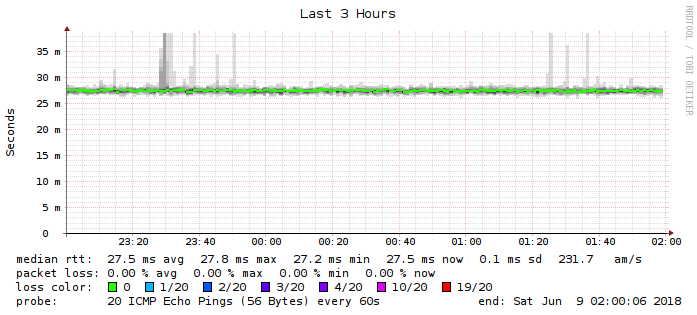 Last 3 Hours
RRDTOOL / TOBI OETIKER
Seconds
35 m
30 m
25 m
20 m
15 m
10 m
5 m
0
23:20 23:40 00:00 00:20 00:40 01:00 01:20 01:40 02:00
median rtt: 27.5 ms avg 27.8 ms max 27.2 ms min 27.5 ms now 0.1 ms sd 231.7 am/s
packet loss: 0.00 % avg 0.00 % max 0.00 % min 0.00 % now
loss color: 0 1/20 2/20 3/20 4/20 10/20 19/20
probe: 20 ICMP Echo Pings (56 Bytes) every 60s end: Sat Jun 9 02:00:06 2018